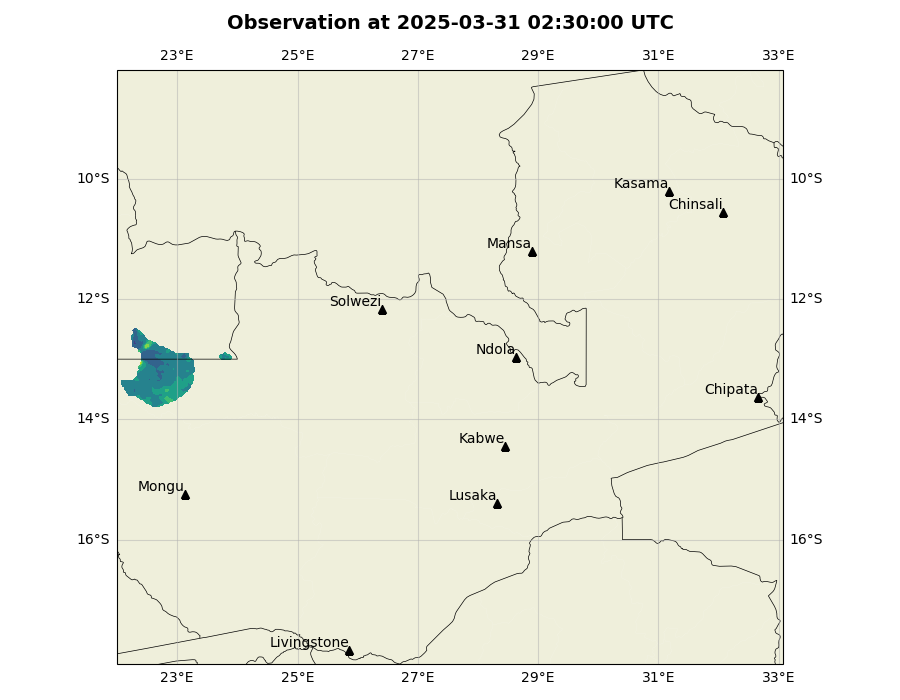 Observation at 2025-03-31 02:30:00 UTC
23°E 25°E 27°E 29°E 31°E 33°E
10°S 10°S
Kasama
Chinsali
Mansa
12°S 12°S
Solwezi
Ndola
Chipata
14°S 14°S
Kabwe
Mongu
Lusaka
16°S 16°S
Livingstone
23°E 25°E 27°E 29°E 31°E 33°E